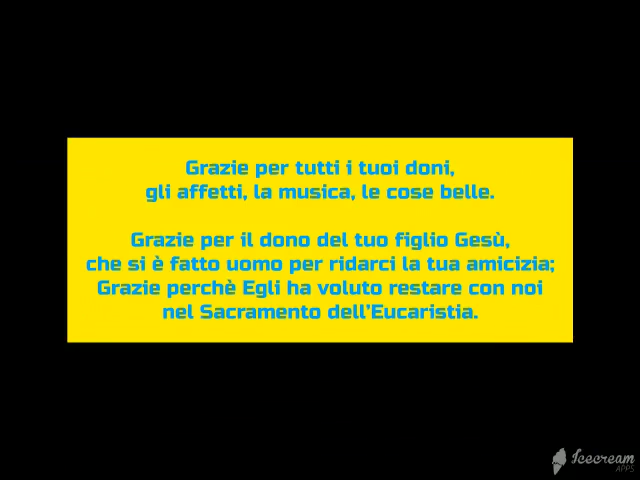 Grazie per tutti i tuoi doni,
gli affetti, la musica, le cose belle.
Grazie per il dono del tuo figlio Gesù,
che si è fatto uomo per ridarci la tua amicizia;
Grazie perchè Egli ha voluto restare con noi
nel Sacramento dell'Eucaristia.
Icecream
APPS